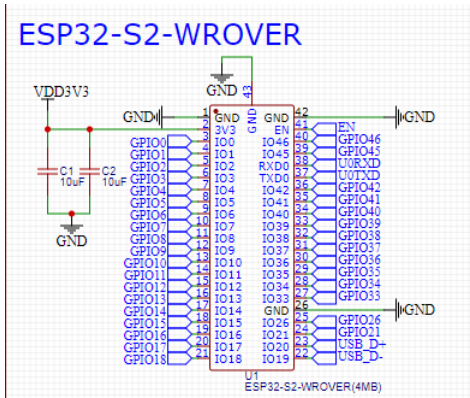 ESP32-S2-WROVER
VDD3V3
GND
43
GND
GND 1 GND GND 42 GND
2 3V3 EN 41 EN
GPIO0 3 IO0 IO46 40 GPIO46
GPIO1 4 IO1 IO45 39 GPIO45
GPIO2 5 IO2 RXD0 38 U0RXD
GPIO3 6 IO3 TXD0 37 U0TXD
GPIO4 7 IO4 IO42 36 GPIO42
GPIO5 8 IO5 IO41 35 GPIO41
GPIO6 9 IO6 IO40 34 GPIO40
GPIO7 10 IO7 IO39 33 GPIO39
GPIO8 11 IO8 IO38 32 GPIO38
GPIO9 12 IO9 IO37 31 GPIO37
GPIO10 13 IO10 IO36 30 GPIO36
GPIO11 14 IO11 IO35 29 GPIO35
GPIO12 15 IO12 IO34 28 GPIO34
GPIO13 16 IO13 IO33 27 GPIO33
GPIO14 17 IO14 GND 26 GND
GPIO15 18 IO15 IO26 25 GPIO26
GPIO16 19 IO16 IO21 24 GPIO21
GPIO17 20 IO17 IO20 23 USB_D+
GPIO18 21 IO18 IO19 22 USB_D-
C1
10uF
C2
10uF
GND
U1
ESP32-S2-WROVER(4MB)